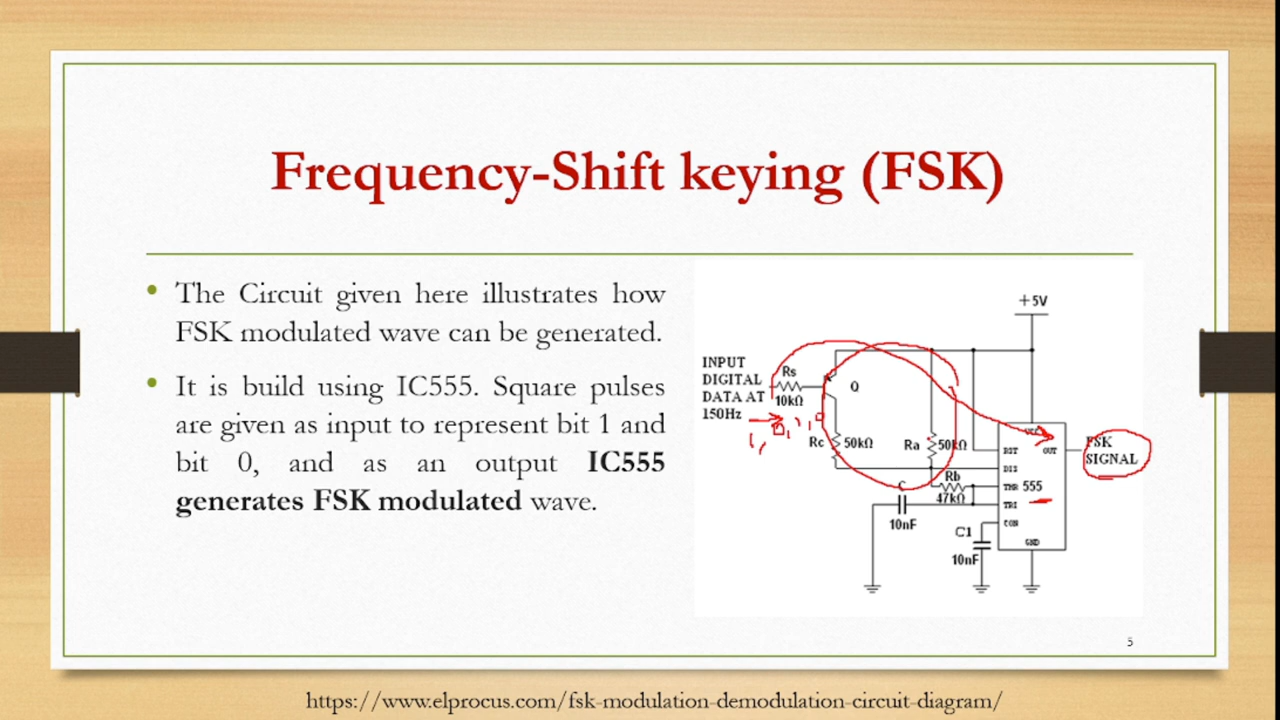 Frequency-Shift keying (FSK)
• The Circuit given here illustrates how
FSK modulated wave can be generated.
• It is build using IC555. Square pulses
are given as input to represent bit 1 and
bit 0, and as an output IC555
generates FSK modulated wave.
+5V
INPUT
DIGITAL
DATA AT
150Hz
Rs
10kΩ
Q
1, 0, 1, 0
Rc
50kΩ
Ra
50kΩ
VCC
RST
OUT
DIS
THR
555
TRI
CON
GND
FSK
SIGNAL
Rb
47kΩ
C
10nF
C1
10nF
5
https://www.elprocus.com/fsk-modulation-demodulation-circuit-diagram/